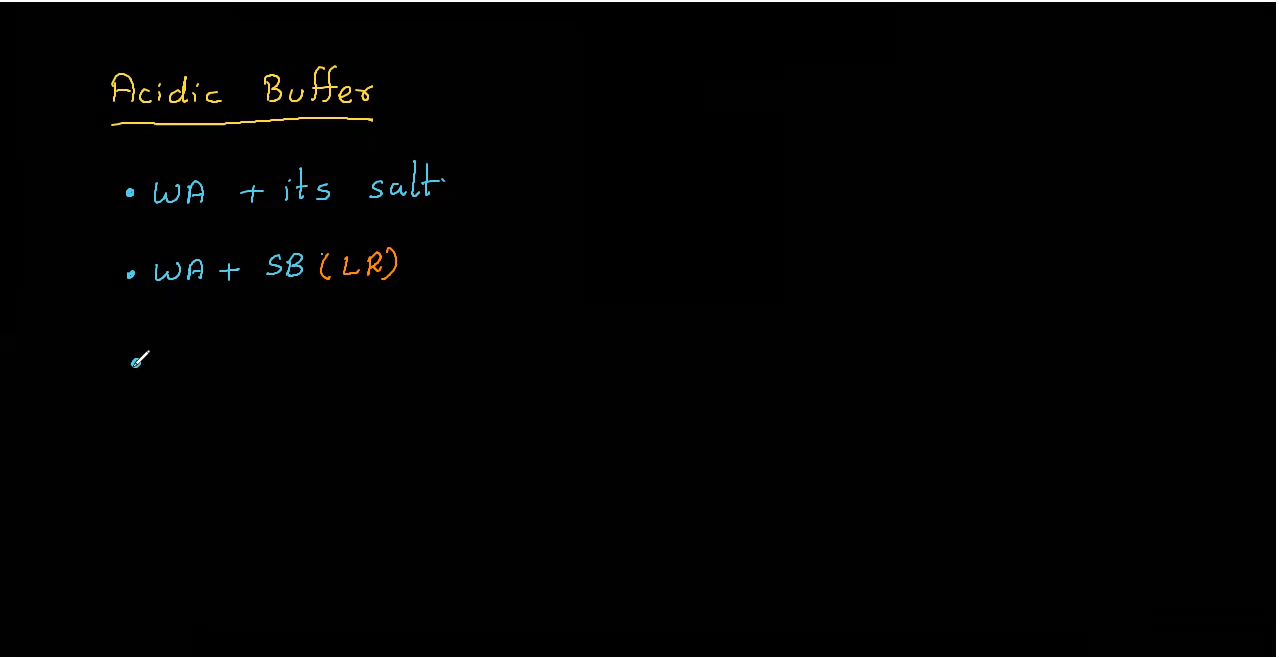 Acidic Buffer
• WA + its salt
• WA + SB (LR)
•